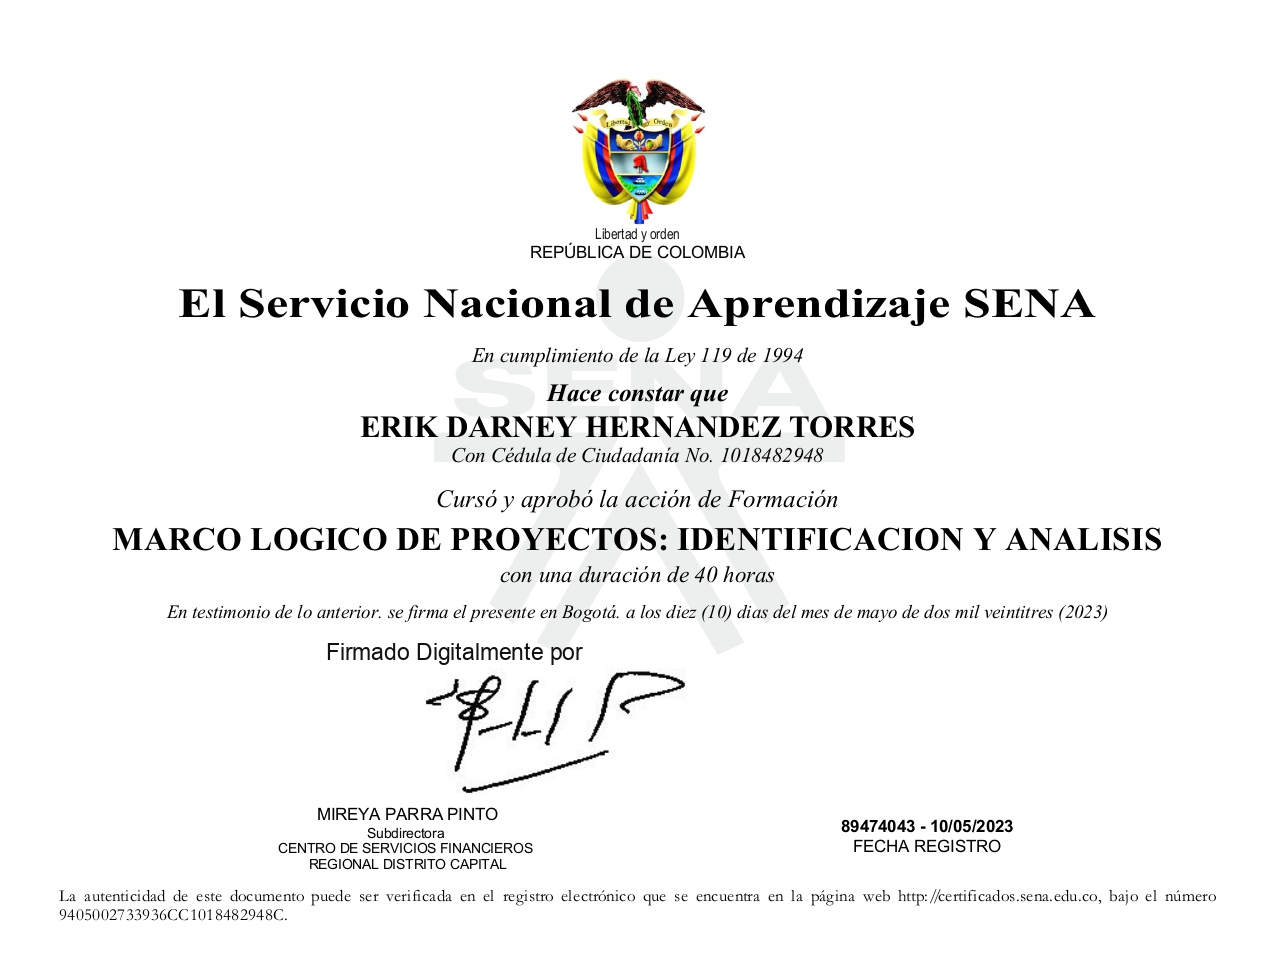 Libertad y Orden
Libertad y orden
REPÚBLICA DE COLOMBIA
El Servicio Nacional de Aprendizaje SENA
En cumplimiento de la Ley 119 de 1994
SENA
Hace constar que
ERIK DARNEY HERNANDEZ TORRES
Con Cédula de Ciudadanía No. 1018482948
Cursó y aprobó la acción de Formación
MARCO LOGICO DE PROYECTOS: IDENTIFICACION Y ANALISIS
con una duración de 40 horas
En testimonio de lo anterior. se firma el presente en Bogotá. a los diez (10) dias del mes de mayo de dos mil veintitres (2023)
Firmado Digitalmente por
MIREYA PARRA PINTO
Subdirectora
CENTRO DE SERVICIOS FINANCIEROS
REGIONAL DISTRITO CAPITAL
89474043 - 10/05/2023
FECHA REGISTRO
La autenticidad de este documento puede ser verificada en el registro electrónico que se encuentra en la página web http://certificados.sena.edu.co, bajo el número
9405002733936CC1018482948C.